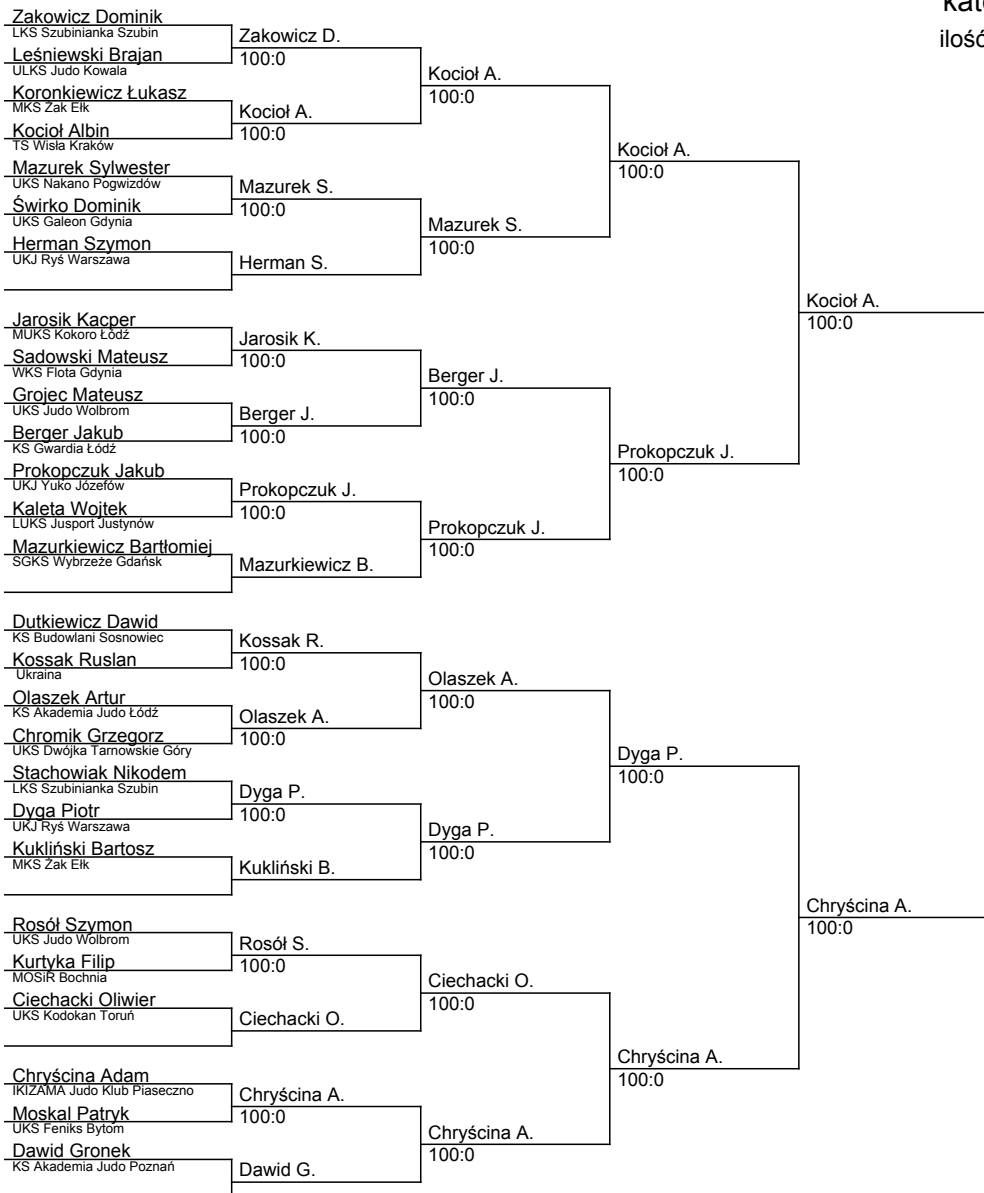 kate
ilość
Zakowicz Dominik
LKS Szubinianka Szubin
Leśniewski Brajan
ULKS Judo Kowala
Koronkiewicz Łukasz
MKS Żak Ełk
Kocioł Albin
TS Wisła Kraków
Mazurek Sylwester
UKS Nakano Pogwizdów
Świrko Dominik
UKS Galeon Gdynia
Herman Szymon
UKJ Ryś Warszawa
Jarosik Kacper
MUKS Kokoro Łódź
Sadowski Mateusz
WKS Flota Gdynia
Grojec Mateusz
UKS Judo Wolbrom
Berger Jakub
KS Gwardia Łódź
Prokopczuk Jakub
UKJ Yuko Józefów
Kaleta Wojtek
LUKS Jusport Justynów
Mazurkiewicz Bartłomiej
SGKS Wybrzeże Gdańsk
Dutkiewicz Dawid
KS Budowlani Sosnowiec
Kossak Ruslan
Ukraina
Olaszek Artur
KS Akademia Judo Łódź
Chromik Grzegorz
UKS Dwójka Tarnowskie Góry
Stachowiak Nikodem
LKS Szubinianka Szubin
Dyga Piotr
UKJ Ryś Warszawa
Kukliński Bartosz
MKS Żak Ełk
Rosół Szymon
UKS Judo Wolbrom
Kurtyka Filip
MOSiR Bochnia
Ciechacki Oliwier
UKS Kodokan Toruń
Chryścina Adam
IKIZAMA Judo Klub Piaseczno
Moskal Patryk
UKS Feniks Bytom
Dawid Gronek
KS Akademia Judo Poznań
Zakowicz D.
100:0
Kocioł A.
100:0
Mazurek S.
100:0
Herman S.
Jarosik K.
100:0
Berger J.
100:0
Prokopczuk J.
100:0
Mazurkiewicz B.
Kossak R.
100:0
Olaszek A.
100:0
Dyga P.
100:0
Kukliński B.
Rosół S.
100:0
Ciechacki O.
Chryścina A.
100:0
Dawid G.
Kocioł A.
100:0
Mazurek S.
100:0
Berger J.
100:0
Prokopczuk J.
100:0
Olaszek A.
100:0
Dyga P.
100:0
Ciechacki O.
100:0
Chryścina A.
100:0
Kocioł A.
100:0
Prokopczuk J.
100:0
Dyga P.
100:0
Chryścina A.
100:0
Kocioł A.
100:0
Chryścina A.
100:0